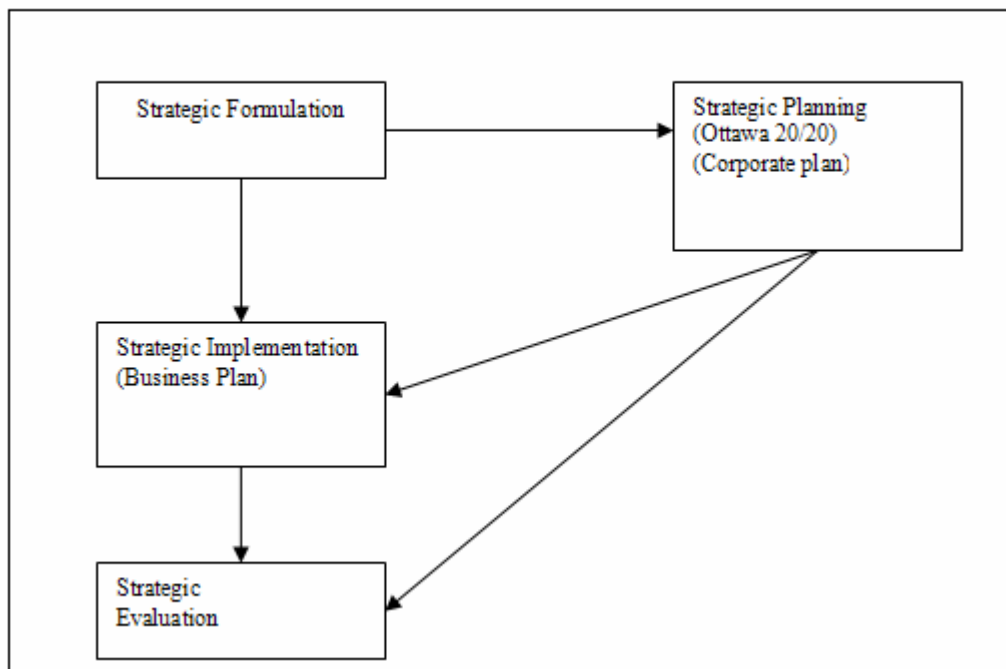 Strategic Formulation
Strategic Planning
(Ottawa 20/20)
(Corporate plan)
Strategic Implementation
(Business Plan)
Strategic
Evaluation